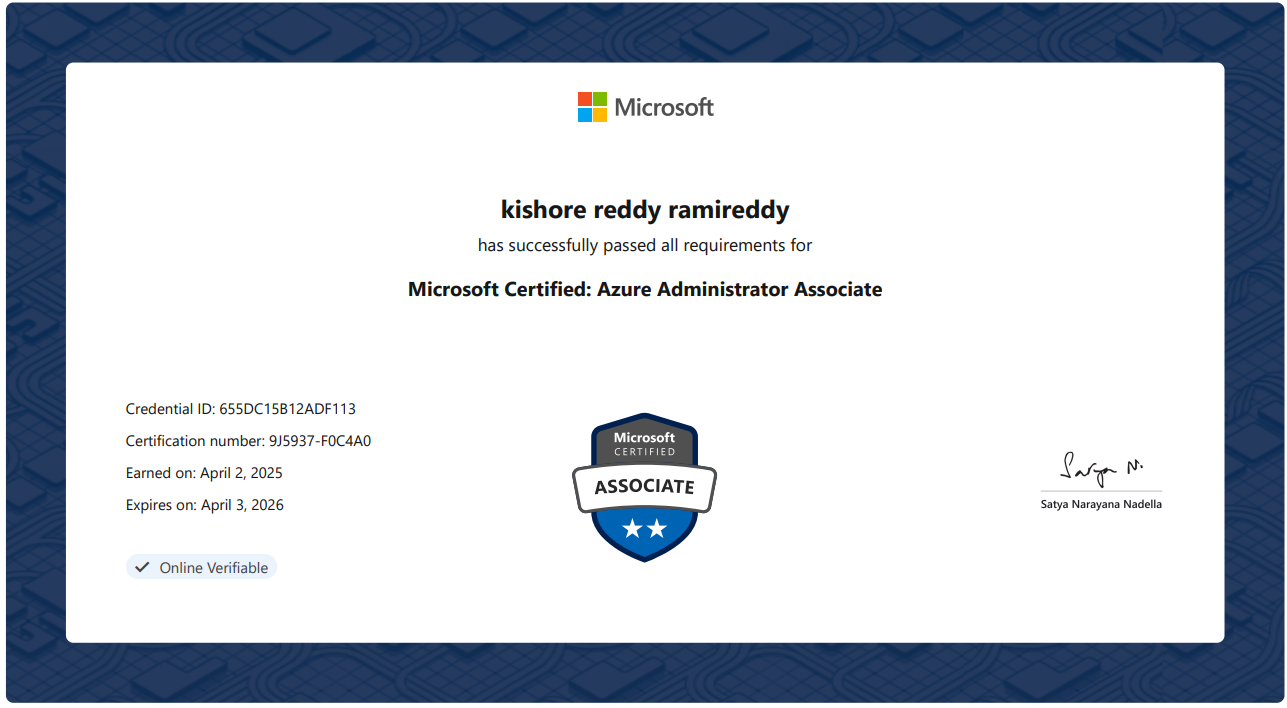 Microsoft
kishore reddy ramireddy
has successfully passed all requirements for
Microsoft Certified: Azure Administrator Associate
Credential ID: 655DC15B12ADF113
Certification number: 9J5937-F0C4A0
Earned on: April 2, 2025
Expires on: April 3, 2026
Online Verifiable
Microsoft
CERTIFIED
ASSOCIATE
Satya N.
Satya Narayana Nadella